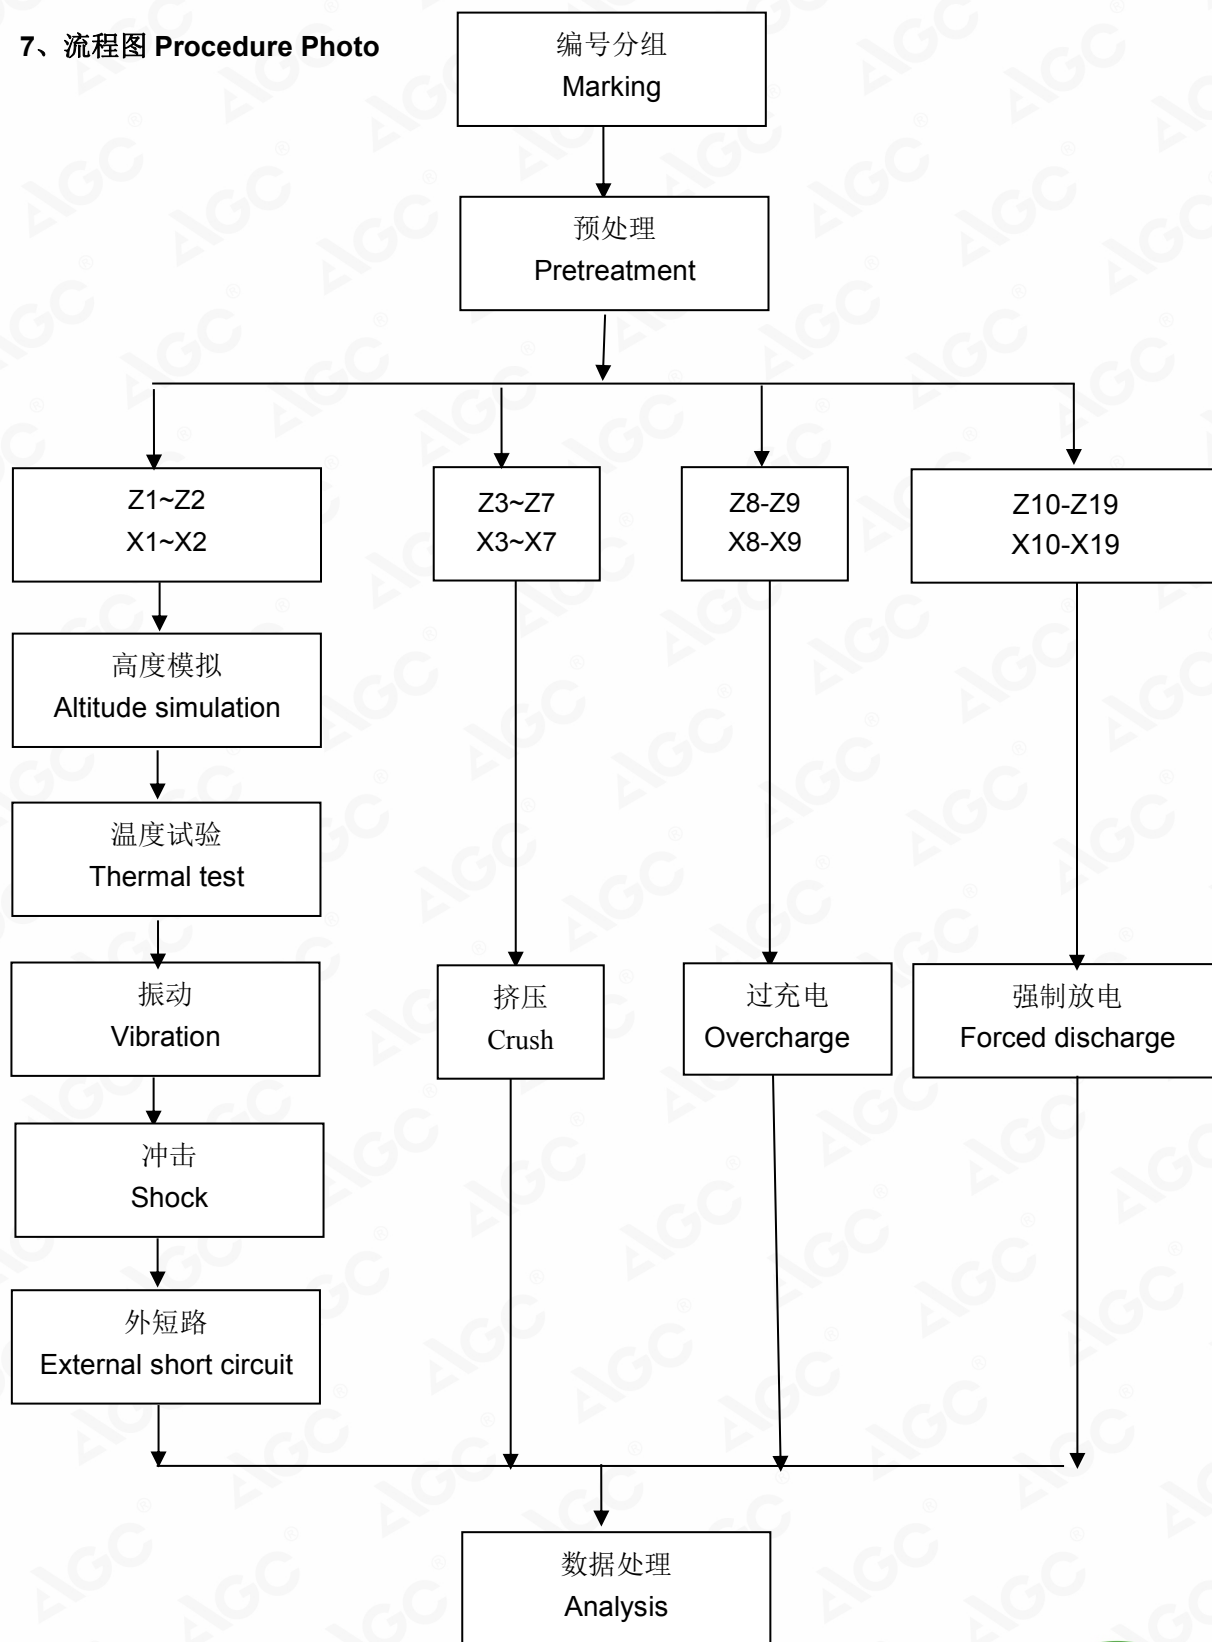 7、流程图 Procedure Photo
编号分组
Marking
预处理
Pretreatment
Z1~Z2
X1~X2
Z3~Z7
X3~X7
Z8-Z9
X8-X9
Z10-Z19
X10-X19
高度模拟
Altitude simulation
温度试验
Thermal test
振动
Vibration
挤压
Crush
过充电
Overcharge
强制放电
Forced discharge
冲击
Shock
外短路
External short circuit
数据处理
Analysis